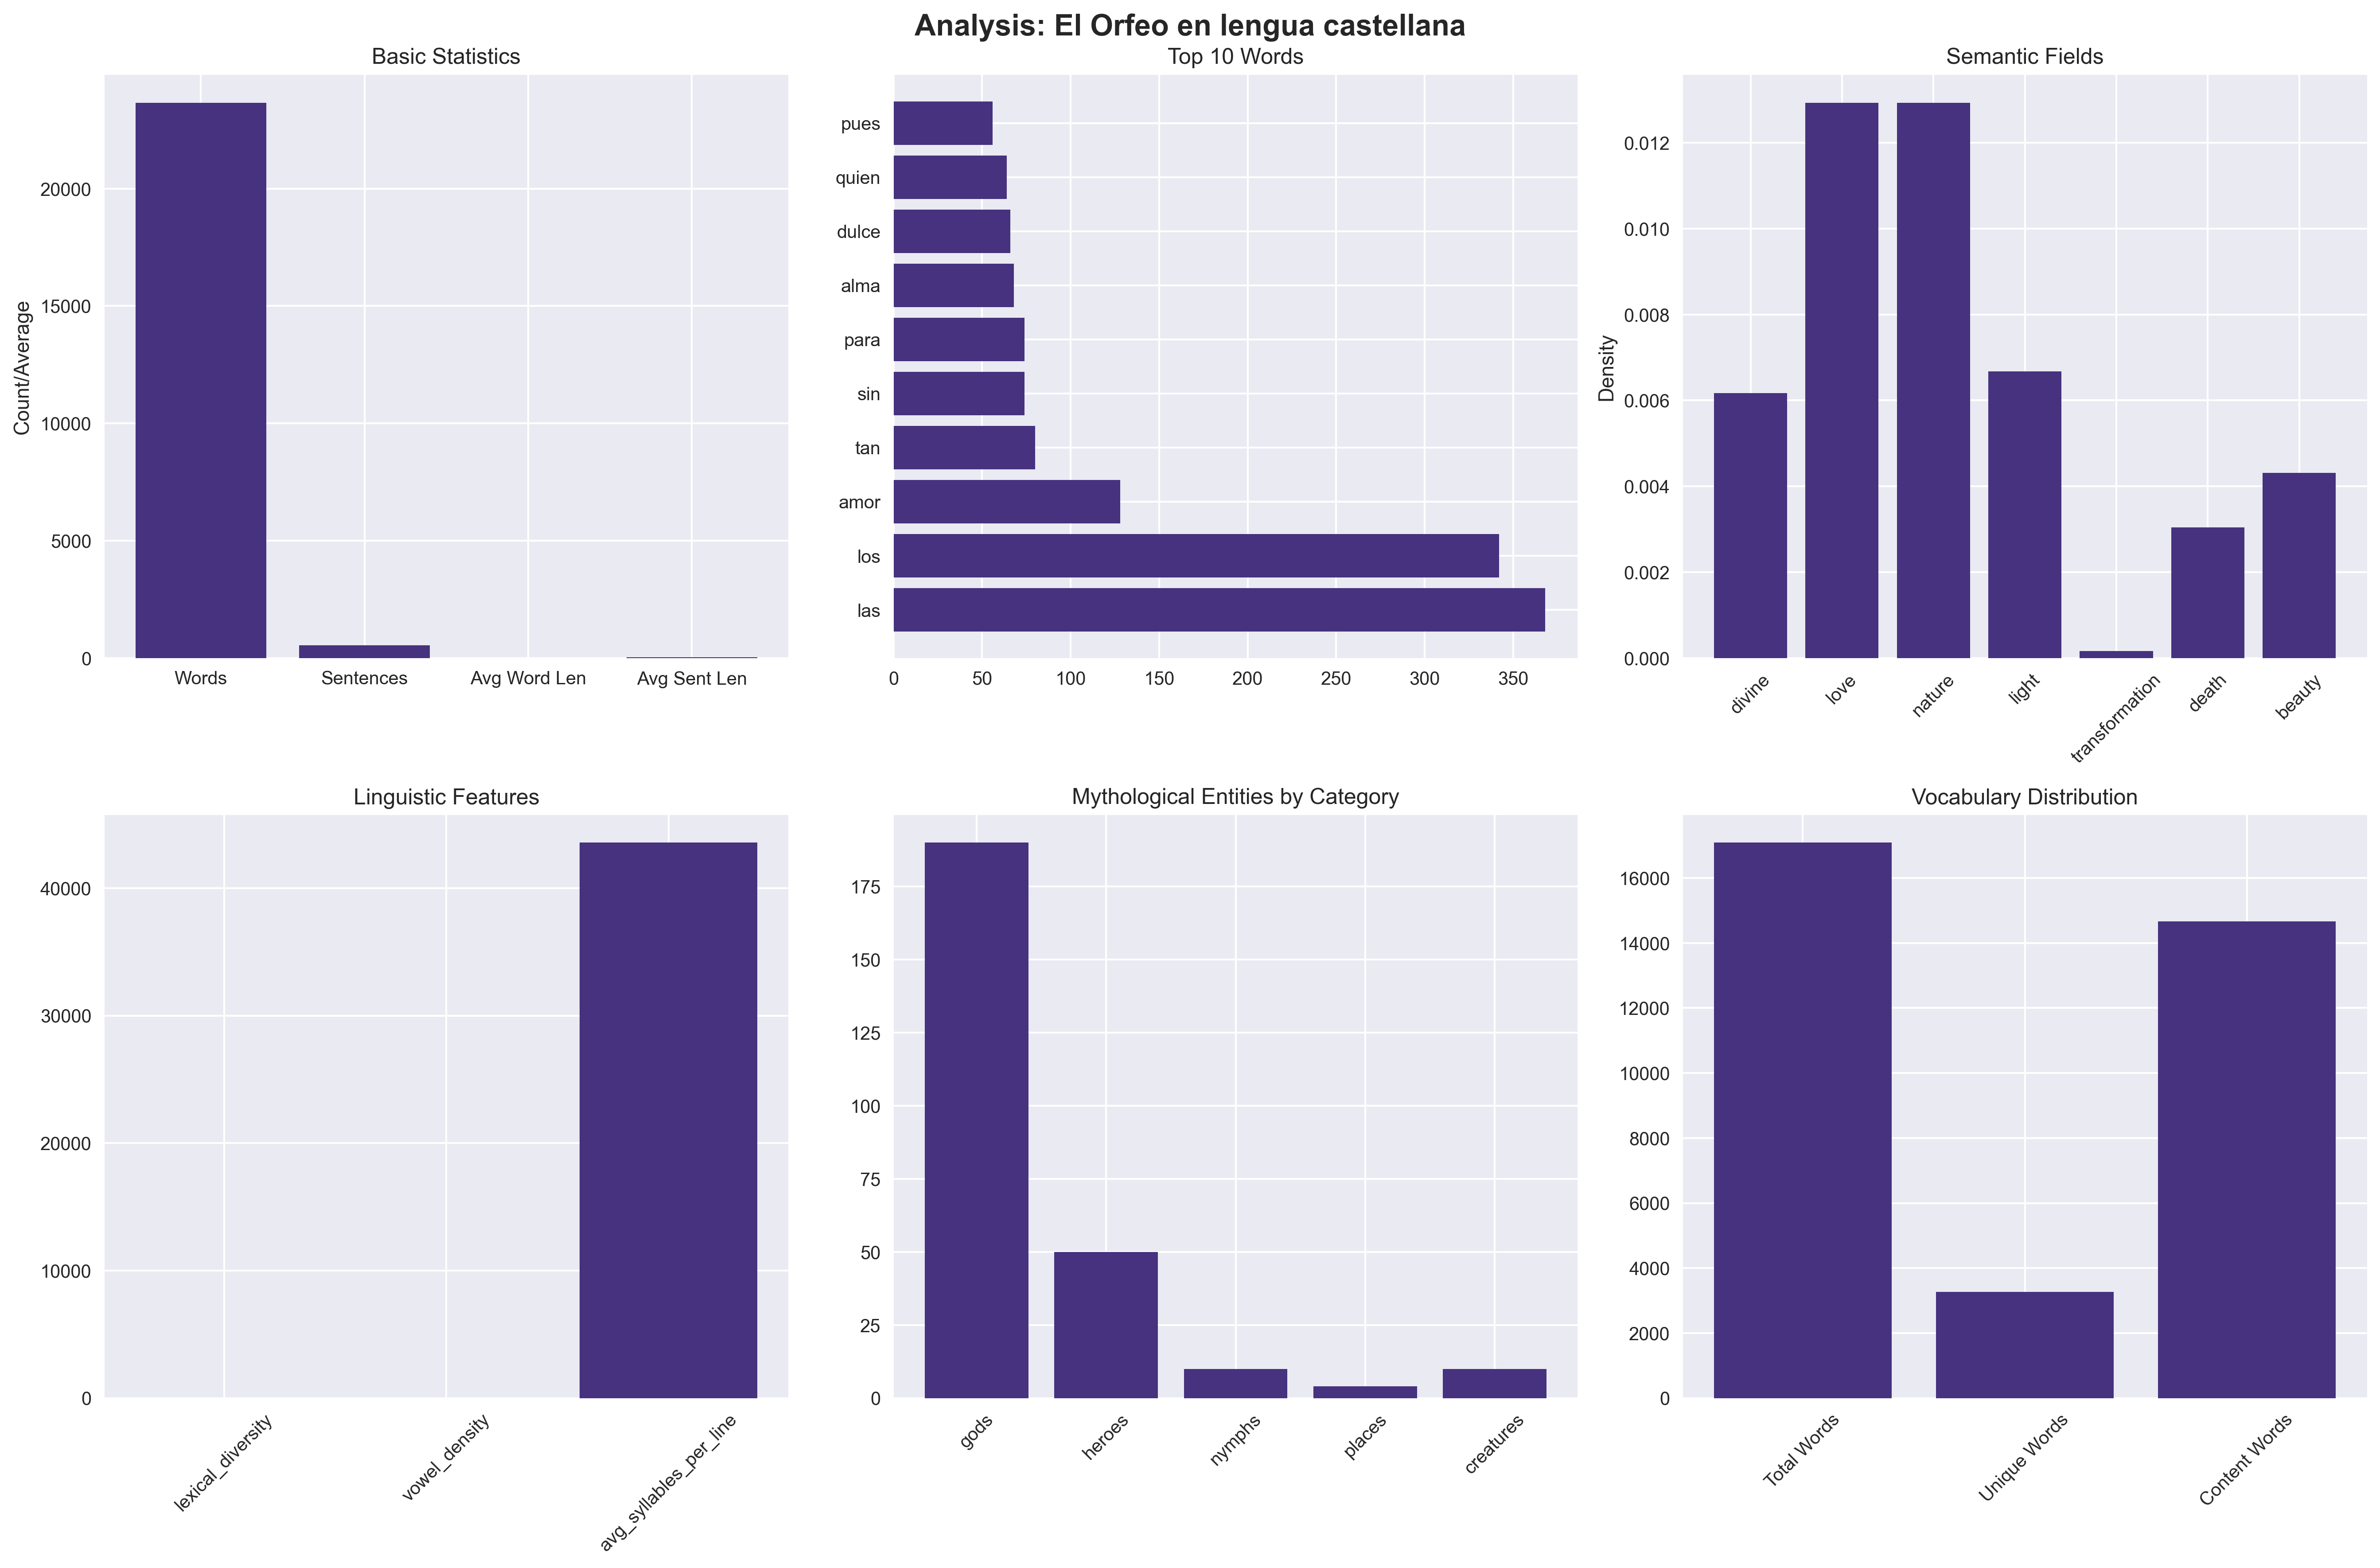 Analysis: El Orfeo en lengua castellana
Basic Statistics
Count/Average
20000
15000
10000
5000
0
Words
Sentences
Avg Word Len
Avg Sent Len
Top 10 Words
pues
quien
dulce
alma
para
sin
tan
amor
los
las
0
50
100
150
200
250
300
350
Semantic Fields
Density
0.012
0.010
0.008
0.006
0.004
0.002
0.000
divine
love
nature
light
transformation
death
beauty
Linguistic Features
40000
30000
20000
10000
0
lexical_diversity
vowel_density
avg_syllables_per_line
Mythological Entities by Category
175
150
125
100
75
50
25
0
gods
heroes
nymphs
places
creatures
Vocabulary Distribution
16000
14000
12000
10000
8000
6000
4000
2000
0
Total Words
Unique Words
Content Words